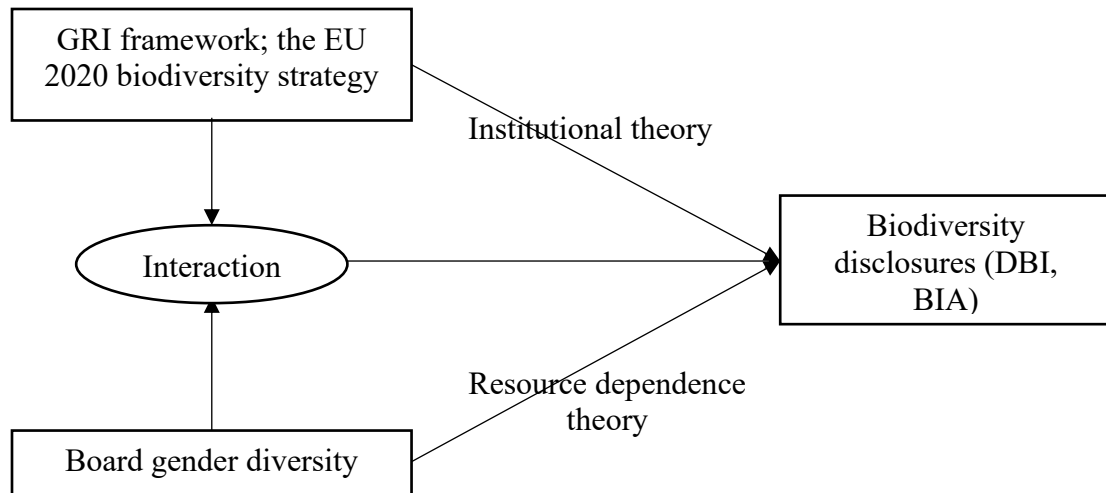 GRI framework; the EU
2020 biodiversity strategy
Institutional theory
Interaction
Biodiversity
disclosures (DBI,
BIA)
Resource dependence
theory
Board gender diversity